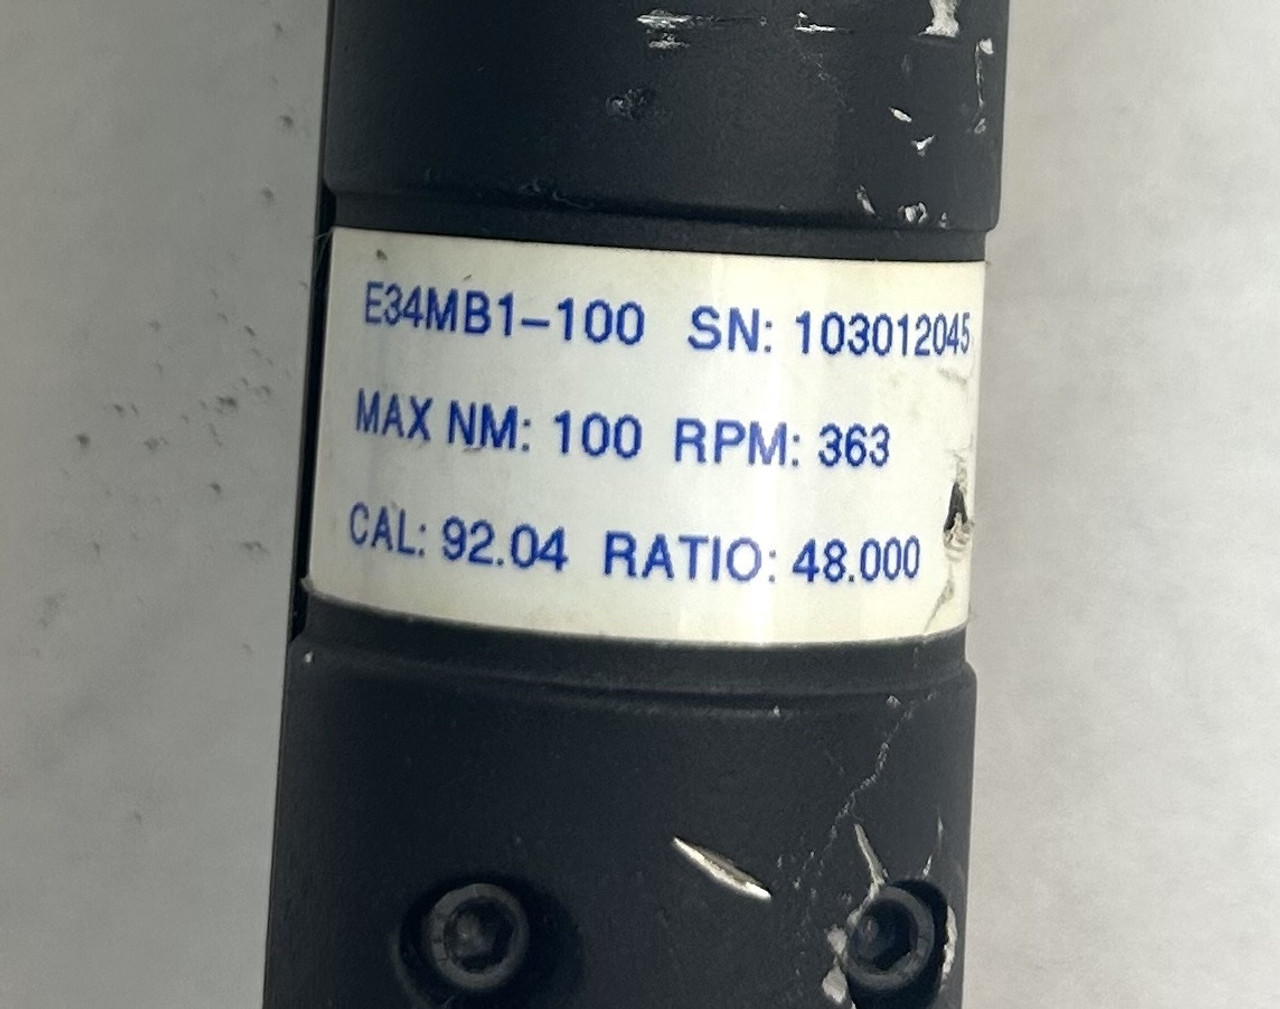 E34MB1-100 SN: 103012045
MAX NM: 100 RPM: 363
CAL: 92.04 RATIO: 48.000